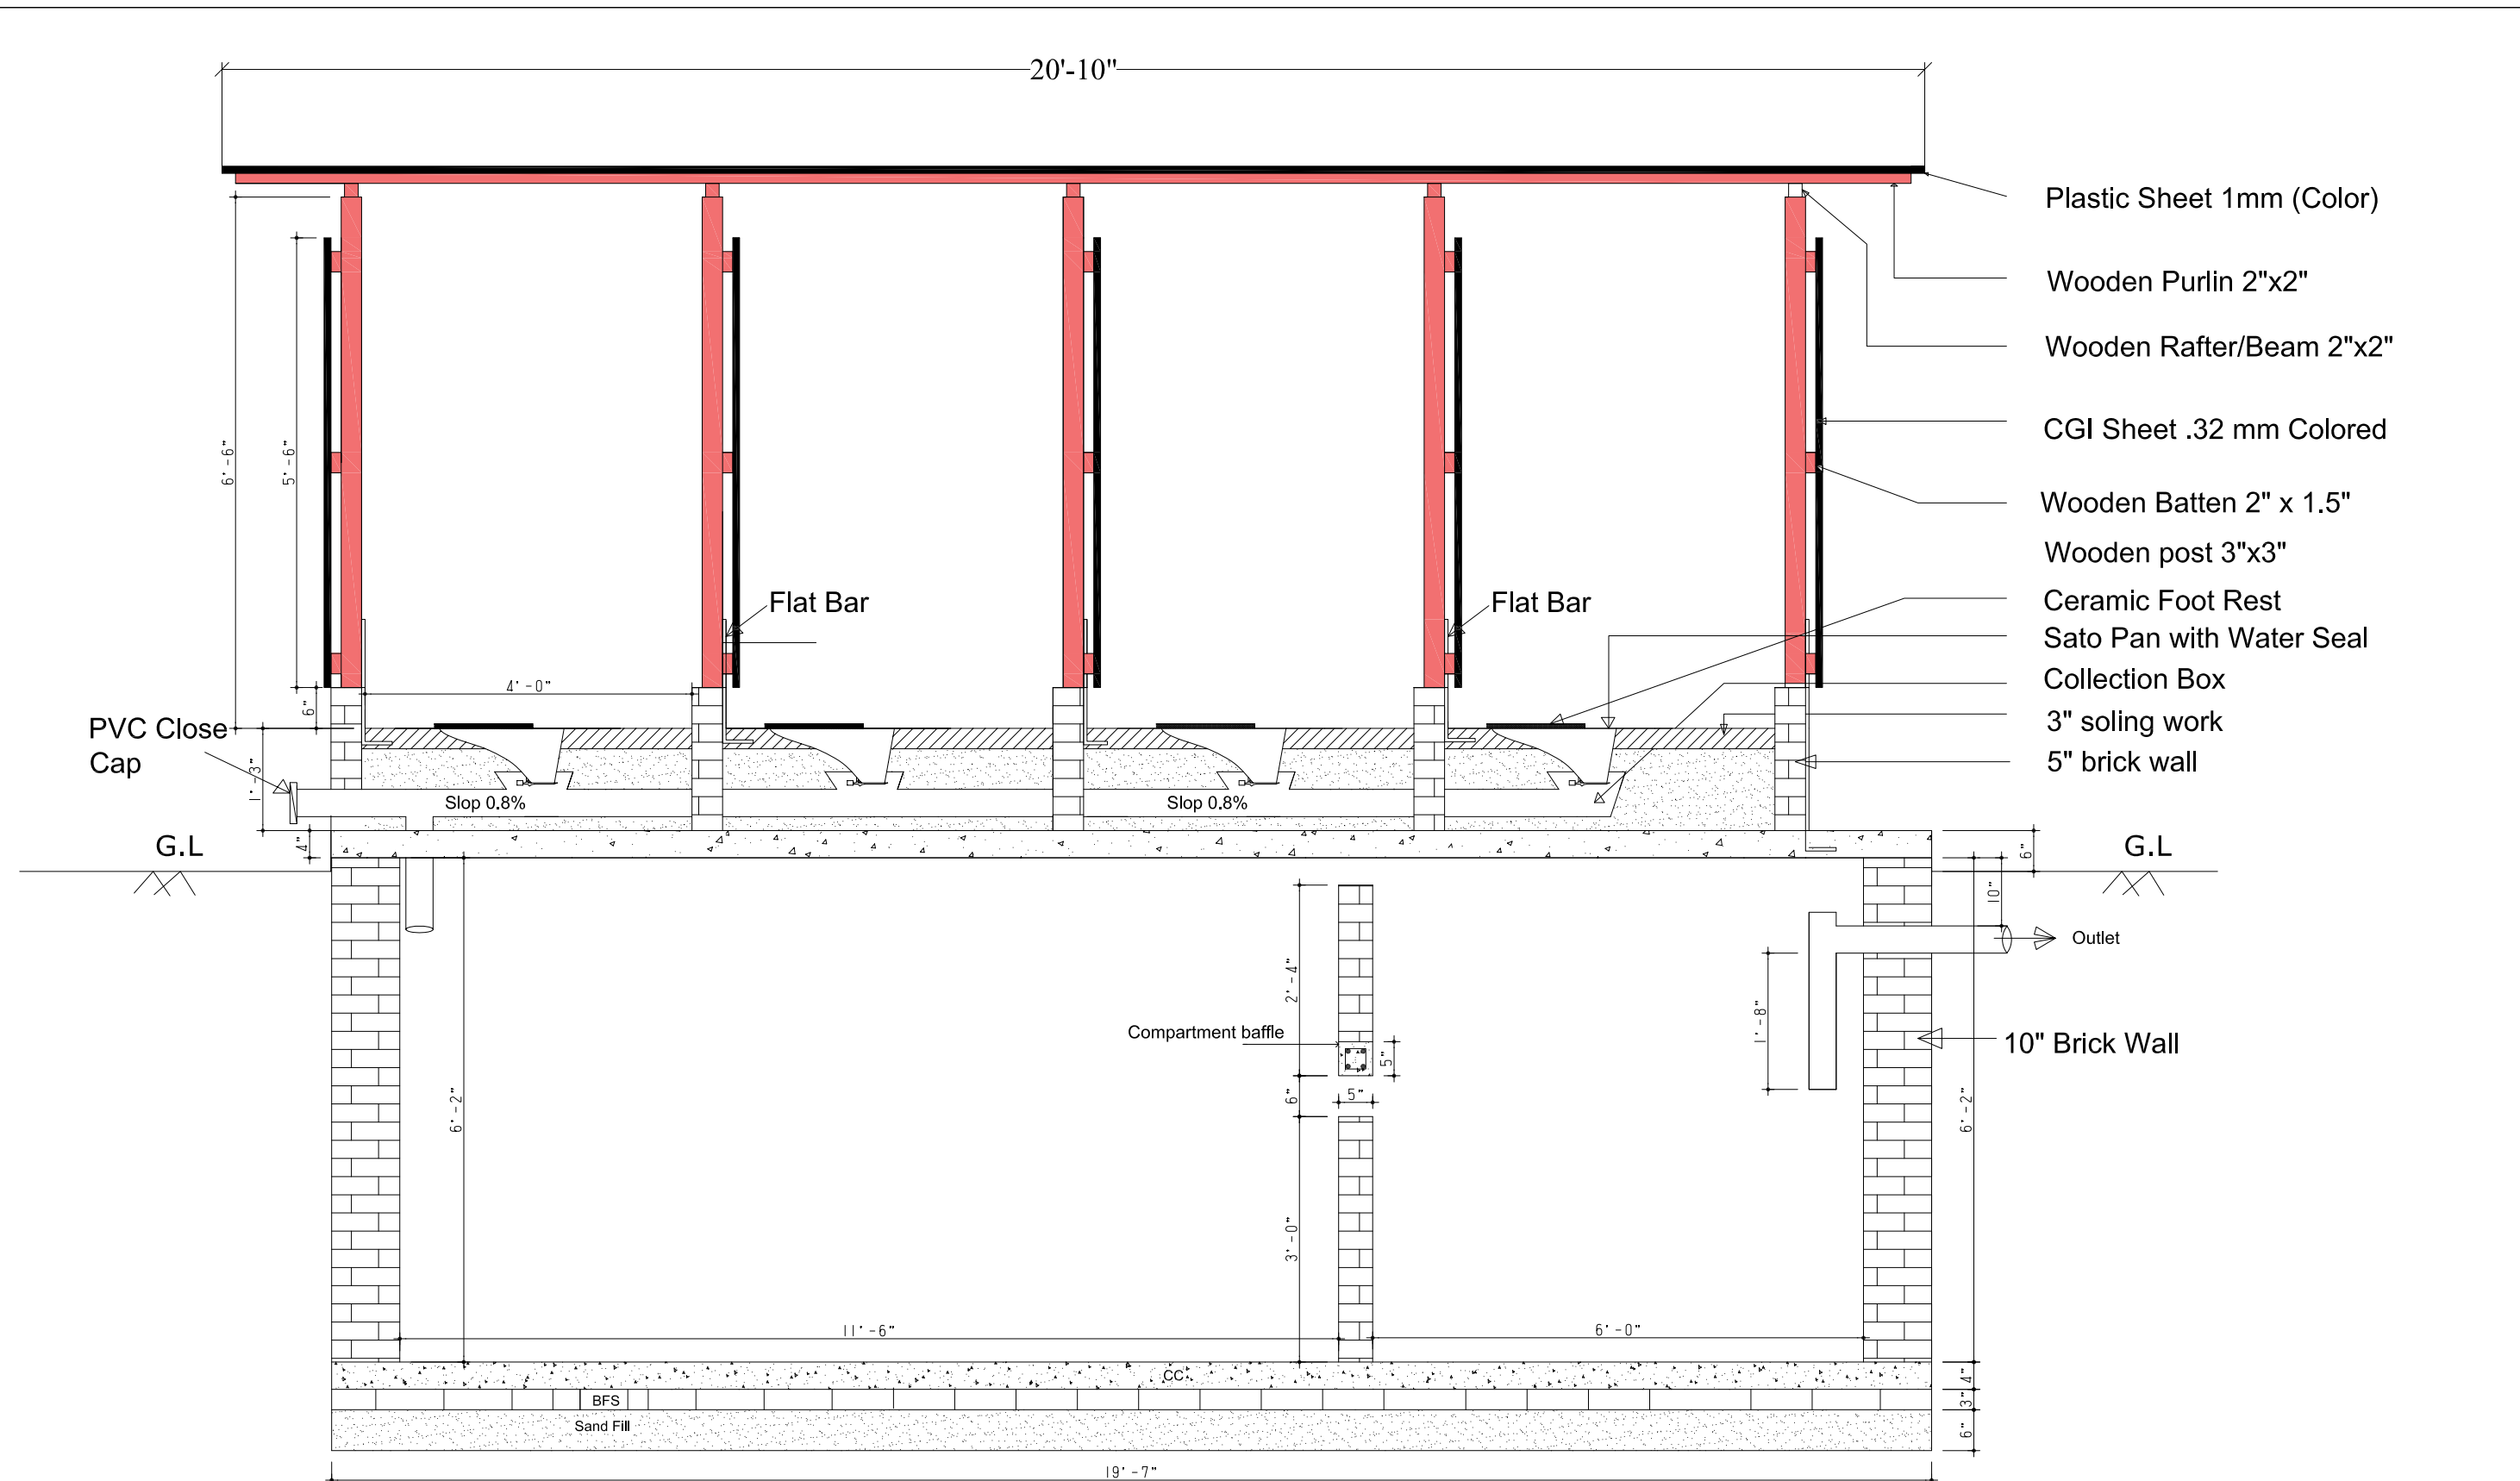 20'-10"
Plastic Sheet 1mm (Color)
Wooden Purlin 2"x2"
Wooden Rafter/Beam 2"x2"
CGI Sheet .32 mm Colored
Wooden Batten 2" x 1.5"
Wooden post 3"x3"
Ceramic Foot Rest
Sato Pan with Water Seal
Collection Box
3" soling work
5" brick wall
6'-6"
5'-6"
Flat Bar
Flat Bar
4'-0"
6"
PVC Close
Cap
1'-3"
Slop 0.8%
Slop 0.8%
4"
G.L
6"
G.L
10"
Outlet
2'-4"
Compartment baffle
5"
5"
6"
1'-8"
10" Brick Wall
6'-2"
6'-2"
3'-0"
11'-6"
6'-0"
CC
4"
BFS
3"
Sand Fill
6"
19'-7"